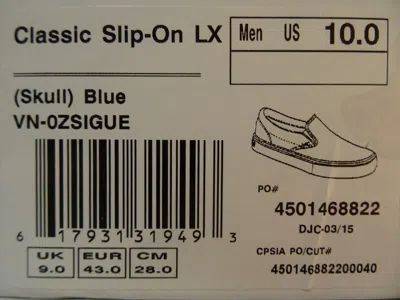 Classic Slip-On LX
Men US 10.0
(Skull) Blue
VN-0ZSIGUE
PO#
4501468822
DJC-03/15
6 17931 31949 3
CPSIA PO/CUT#
450146882200040
UK EUR CM
9.0 43.0 28.0